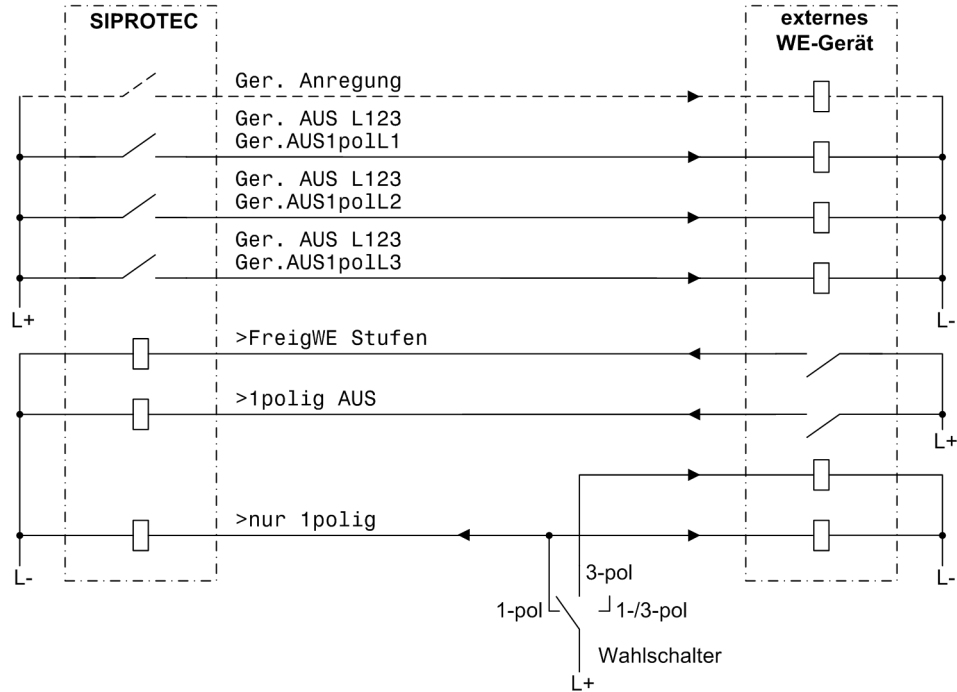 SIPROTEC
externes
WE-Gerät
Ger. Anregung
Ger. AUS L123
Ger.AUS1polL1
Ger. AUS L123
Ger.AUS1polL2
Ger. AUS L123
Ger.AUS1polL3
L+
L-
>FreigWE Stufen
>1polig AUS
L+
>nur 1polig
L-
L-
3-pol
1-pol
1-/3-pol
Wahlschalter
L+